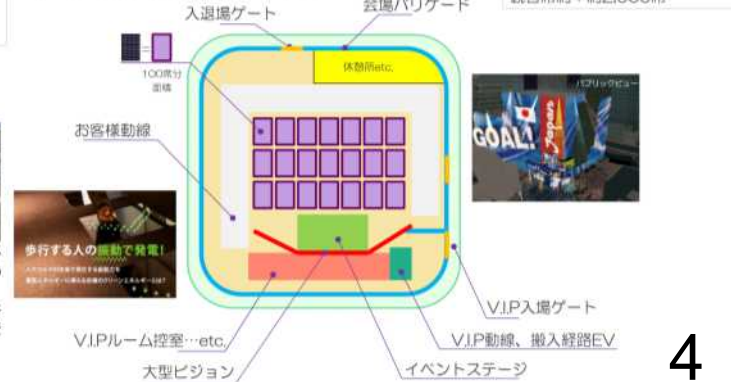 入退場ゲート
会場バリケード
100席分
面積
休憩所etc.
パブリックビュー
GOAL!
Japan
お客様動線
歩行する人の振動で発電!
V.I.P入場ゲート
V.I.Pルーム控室…etc.
V.I.P動線、搬入経路EV
大型ビジョン
イベントステージ
4